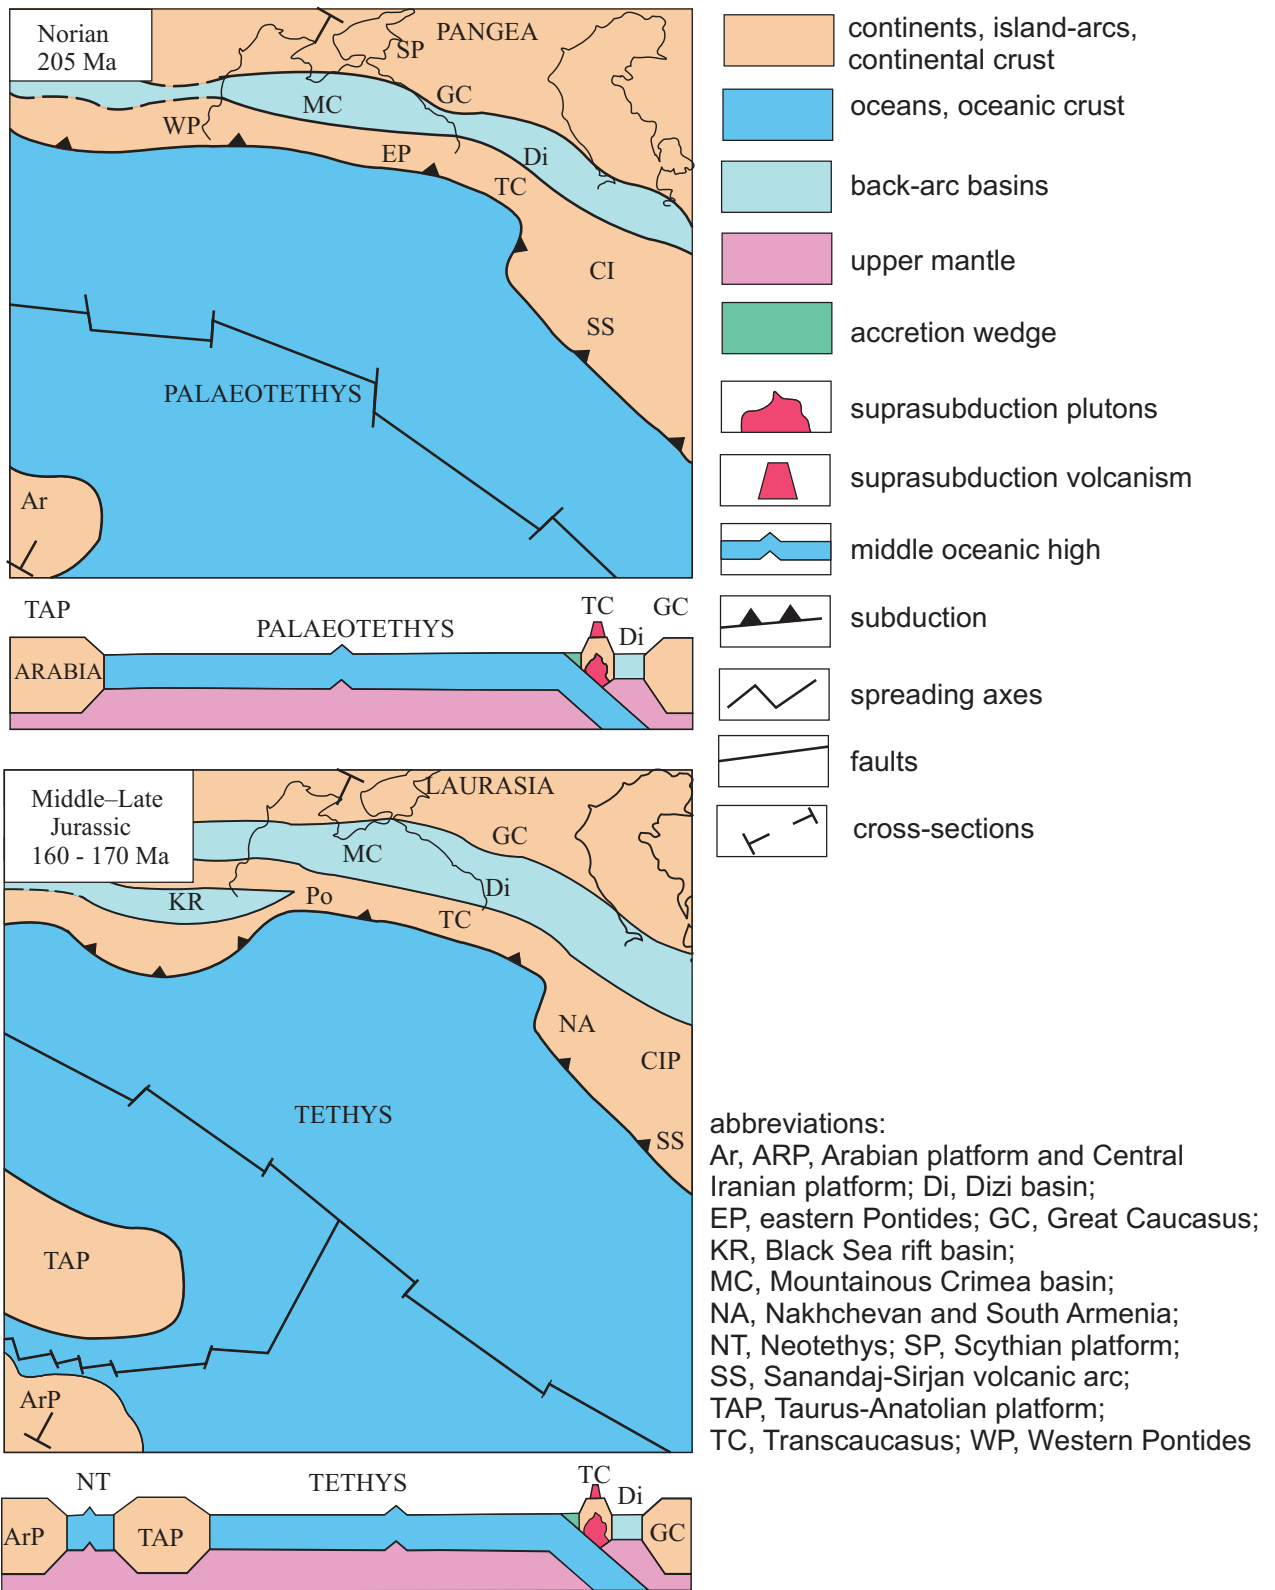 Norian
205 Ma
SP
PANGEA
GC
MC
WP
EP
Di
TC
CI
SS
PALAEOTETHYS
Ar
TAP
PALAEOTETHYS
TC
GC
Di
ARABIA
Middle–Late
Jurassic
160 - 170 Ma
LAURASIA
GC
MC
Di
KR
Po
TC
NA
CIP
TETHYS
SS
TAP
ArP
NT
TETHYS
TC
Di
ArP
TAP
GC
continents, island-arcs,
continental crust
oceans, oceanic crust
back-arc basins
upper mantle
accretion wedge
suprasubduction plutons
suprasubduction volcanism
middle oceanic high
subduction
spreading axes
faults
cross-sections
abbreviations:
Ar, ARP, Arabian platform and Central
Iranian platform; Di, Dizi basin;
EP, eastern Pontides; GC, Great Caucasus;
KR, Black Sea rift basin;
MC, Mountainous Crimea basin;
NA, Nakhchevan and South Armenia;
NT, Neotethys; SP, Scythian platform;
SS, Sanandaj-Sirjan volcanic arc;
TAP, Taurus-Anatolian platform;
TC, Transcaucasus; WP, Western Pontides